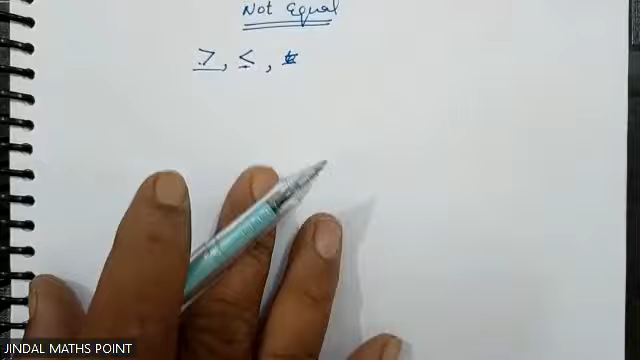 Not Equal
≥, ≤,
JINDAL MATHS POINT